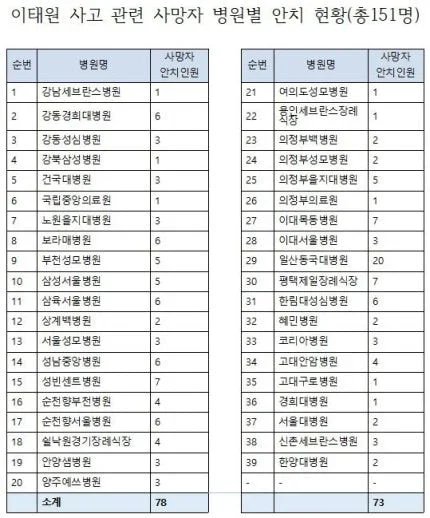 이태원 사고 관련 사망자 병원별 안치 현황(총151명)
순번 병원명 사망자 안치인원
1 강남세브란스병원 1
2 강동경희대병원 6
3 강동성심병원 3
4 강북삼성병원 1
5 건국대병원 3
6 국립중앙의료원 1
7 노원을지대병원 3
8 보라매병원 6
9 부천성모병원 5
10 삼성서울병원 5
11 삼육서울병원 6
12 상계백병원 2
13 서울성모병원 3
14 성남중앙병원 6
15 성빈센트병원 7
16 순천향부천병원 4
17 순천향서울병원 6
18 쉴낙원경기장례식장 4
19 안양샘병원 3
20 양주예쓰병원 3
소계 78
순번 병원명 사망자 안치인원
21 여의도성모병원 1
22 용인세브란스장례식장 1
23 의정부백병원 2
24 의정부성모병원 2
25 의정부을지대병원 5
26 의정부의료원 1
27 이대목동병원 7
28 이대서울병원 3
29 일산동국대병원 20
30 평택제일장례식장 7
31 한림대성심병원 6
32 혜민병원 2
33 코리아병원 3
34 고대안암병원 4
35 고대구로병원 1
36 경희대병원 1
37 서울대병원 2
38 신촌세브란스병원 3
39 한양대병원 2
- - -
73